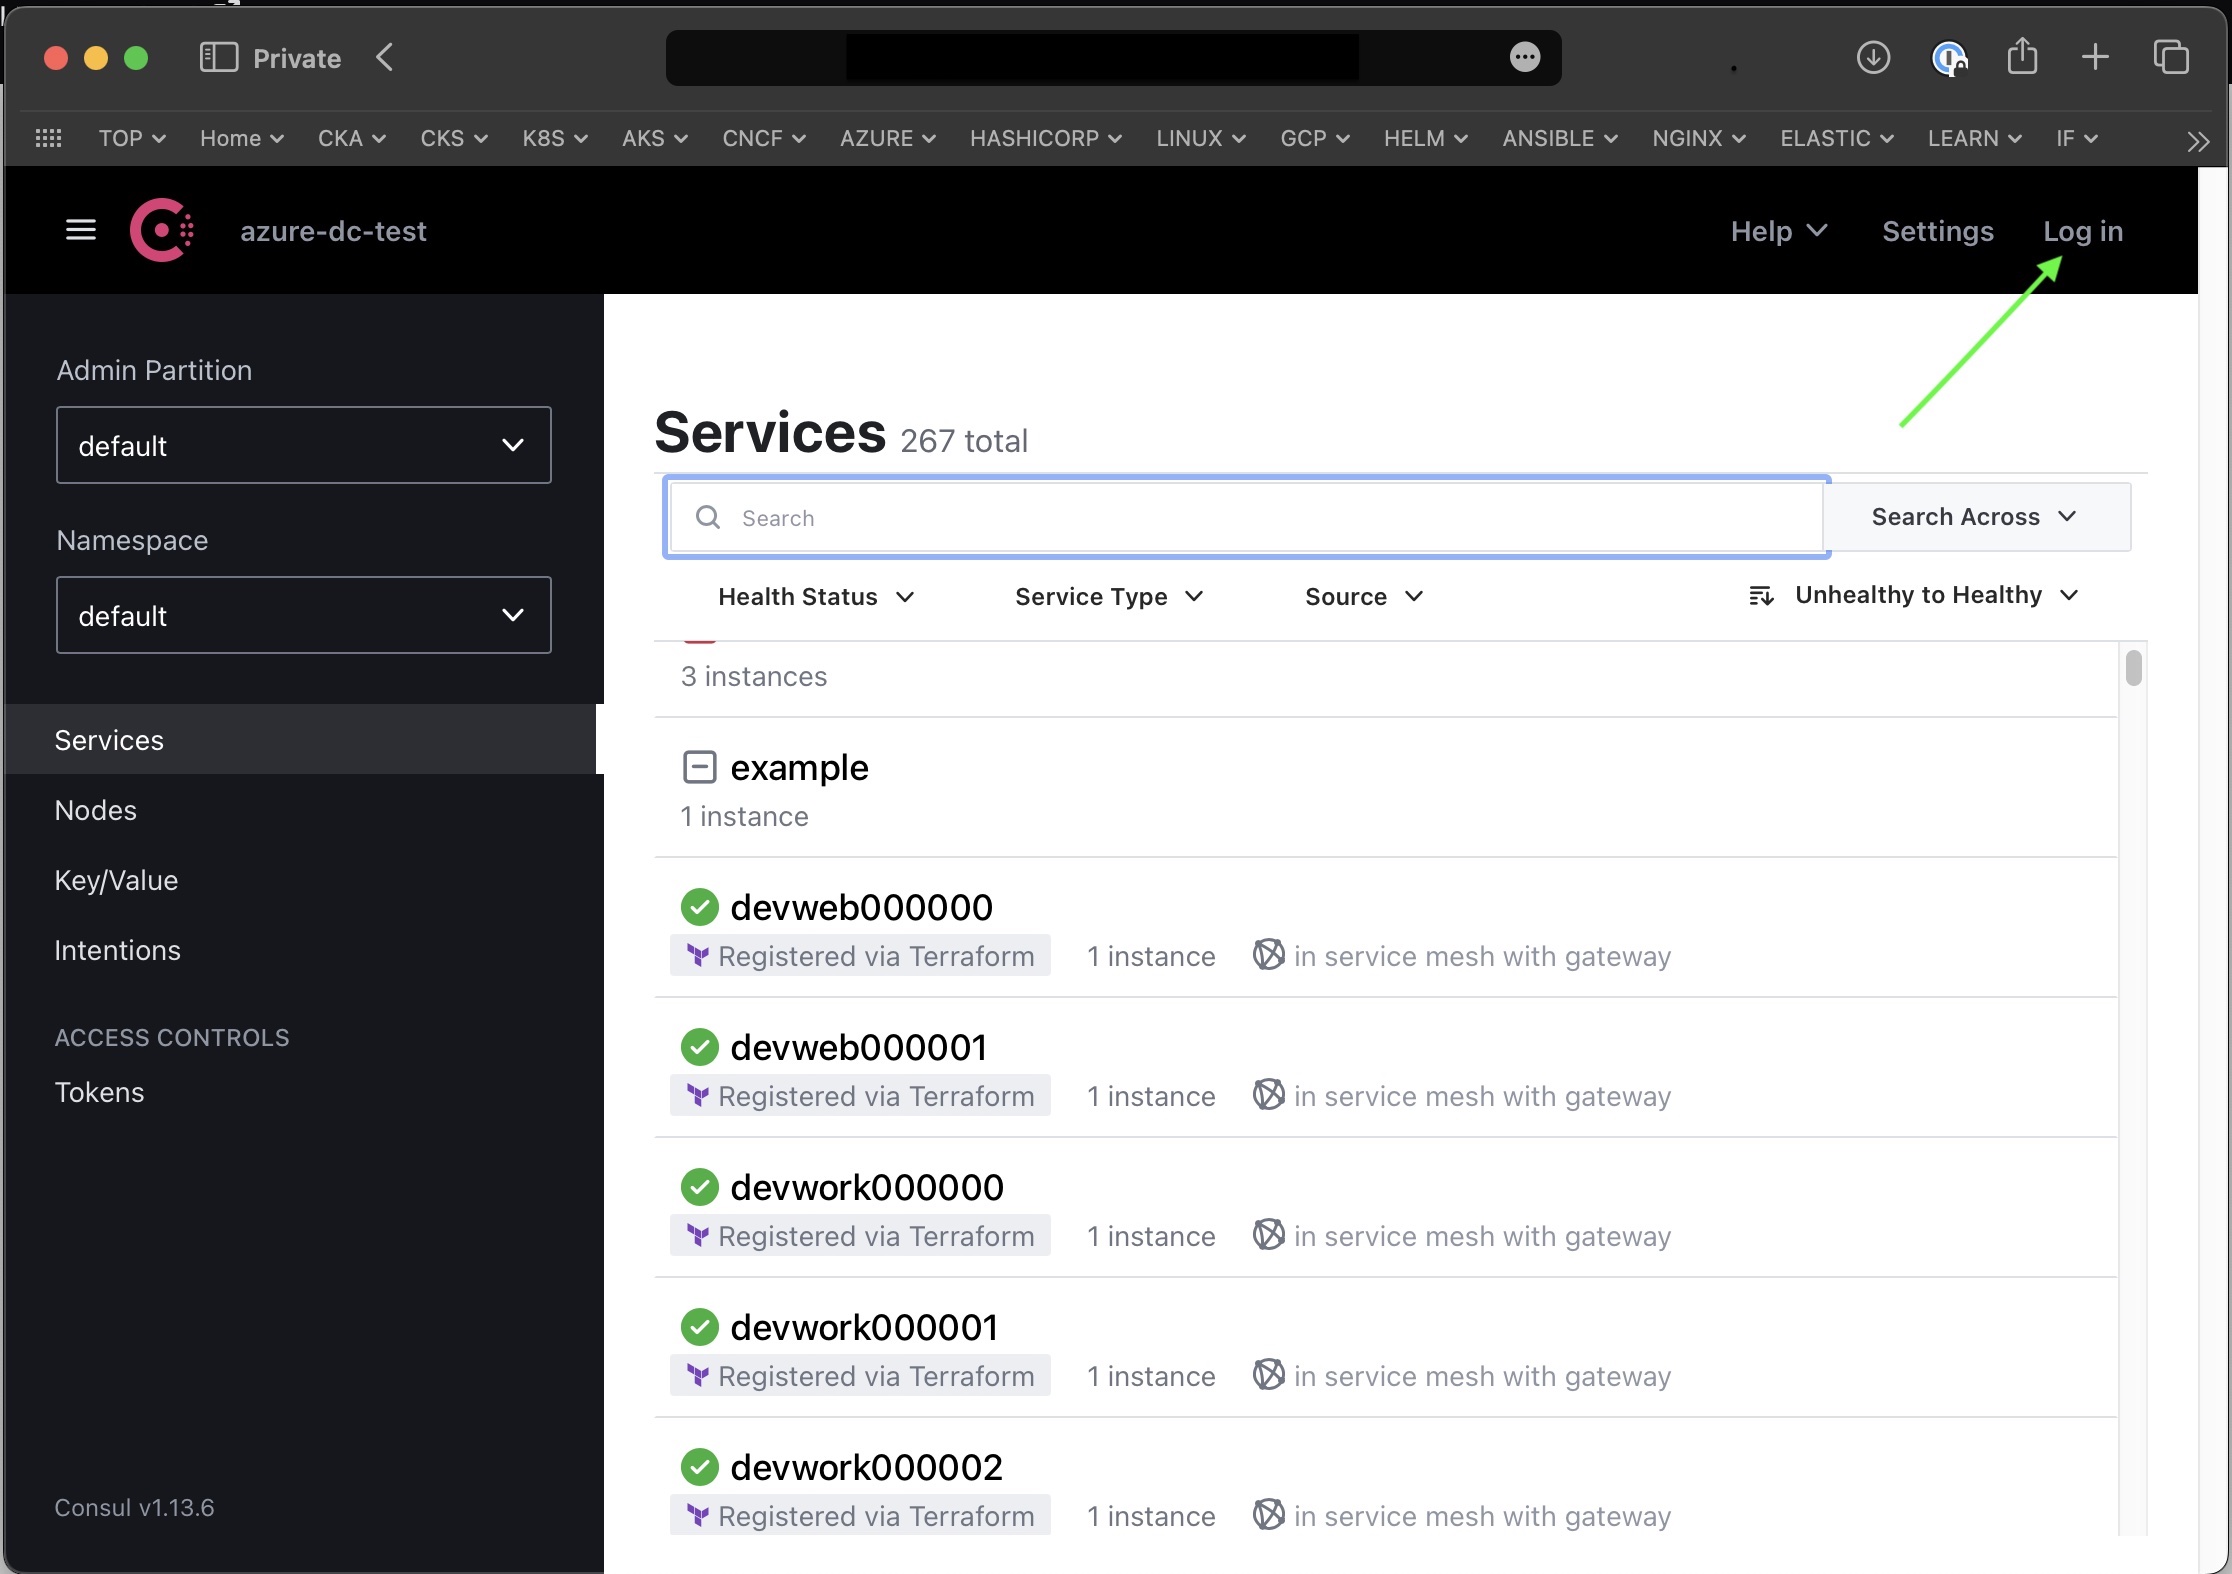 Private
TOP Home CKA CKS K8S AKS CNCF AZURE HASHICORP LINUX GCP HELM ANSIBLE NGINX ELASTIC LEARN IF
azure-dc-test Help Settings Log in
Admin Partition
default
Namespace
default
Services
Nodes
Key/Value
Intentions
ACCESS CONTROLS
Tokens
Consul v1.13.6
Services 267 total
Search Search Across
Health Status Service Type Source Unhealthy to Healthy
3 instances
example
1 instance
devweb000000
Registered via Terraform 1 instance in service mesh with gateway
devweb000001
Registered via Terraform 1 instance in service mesh with gateway
devwork000000
Registered via Terraform 1 instance in service mesh with gateway
devwork000001
Registered via Terraform 1 instance in service mesh with gateway
devwork000002
Registered via Terraform 1 instance in service mesh with gateway